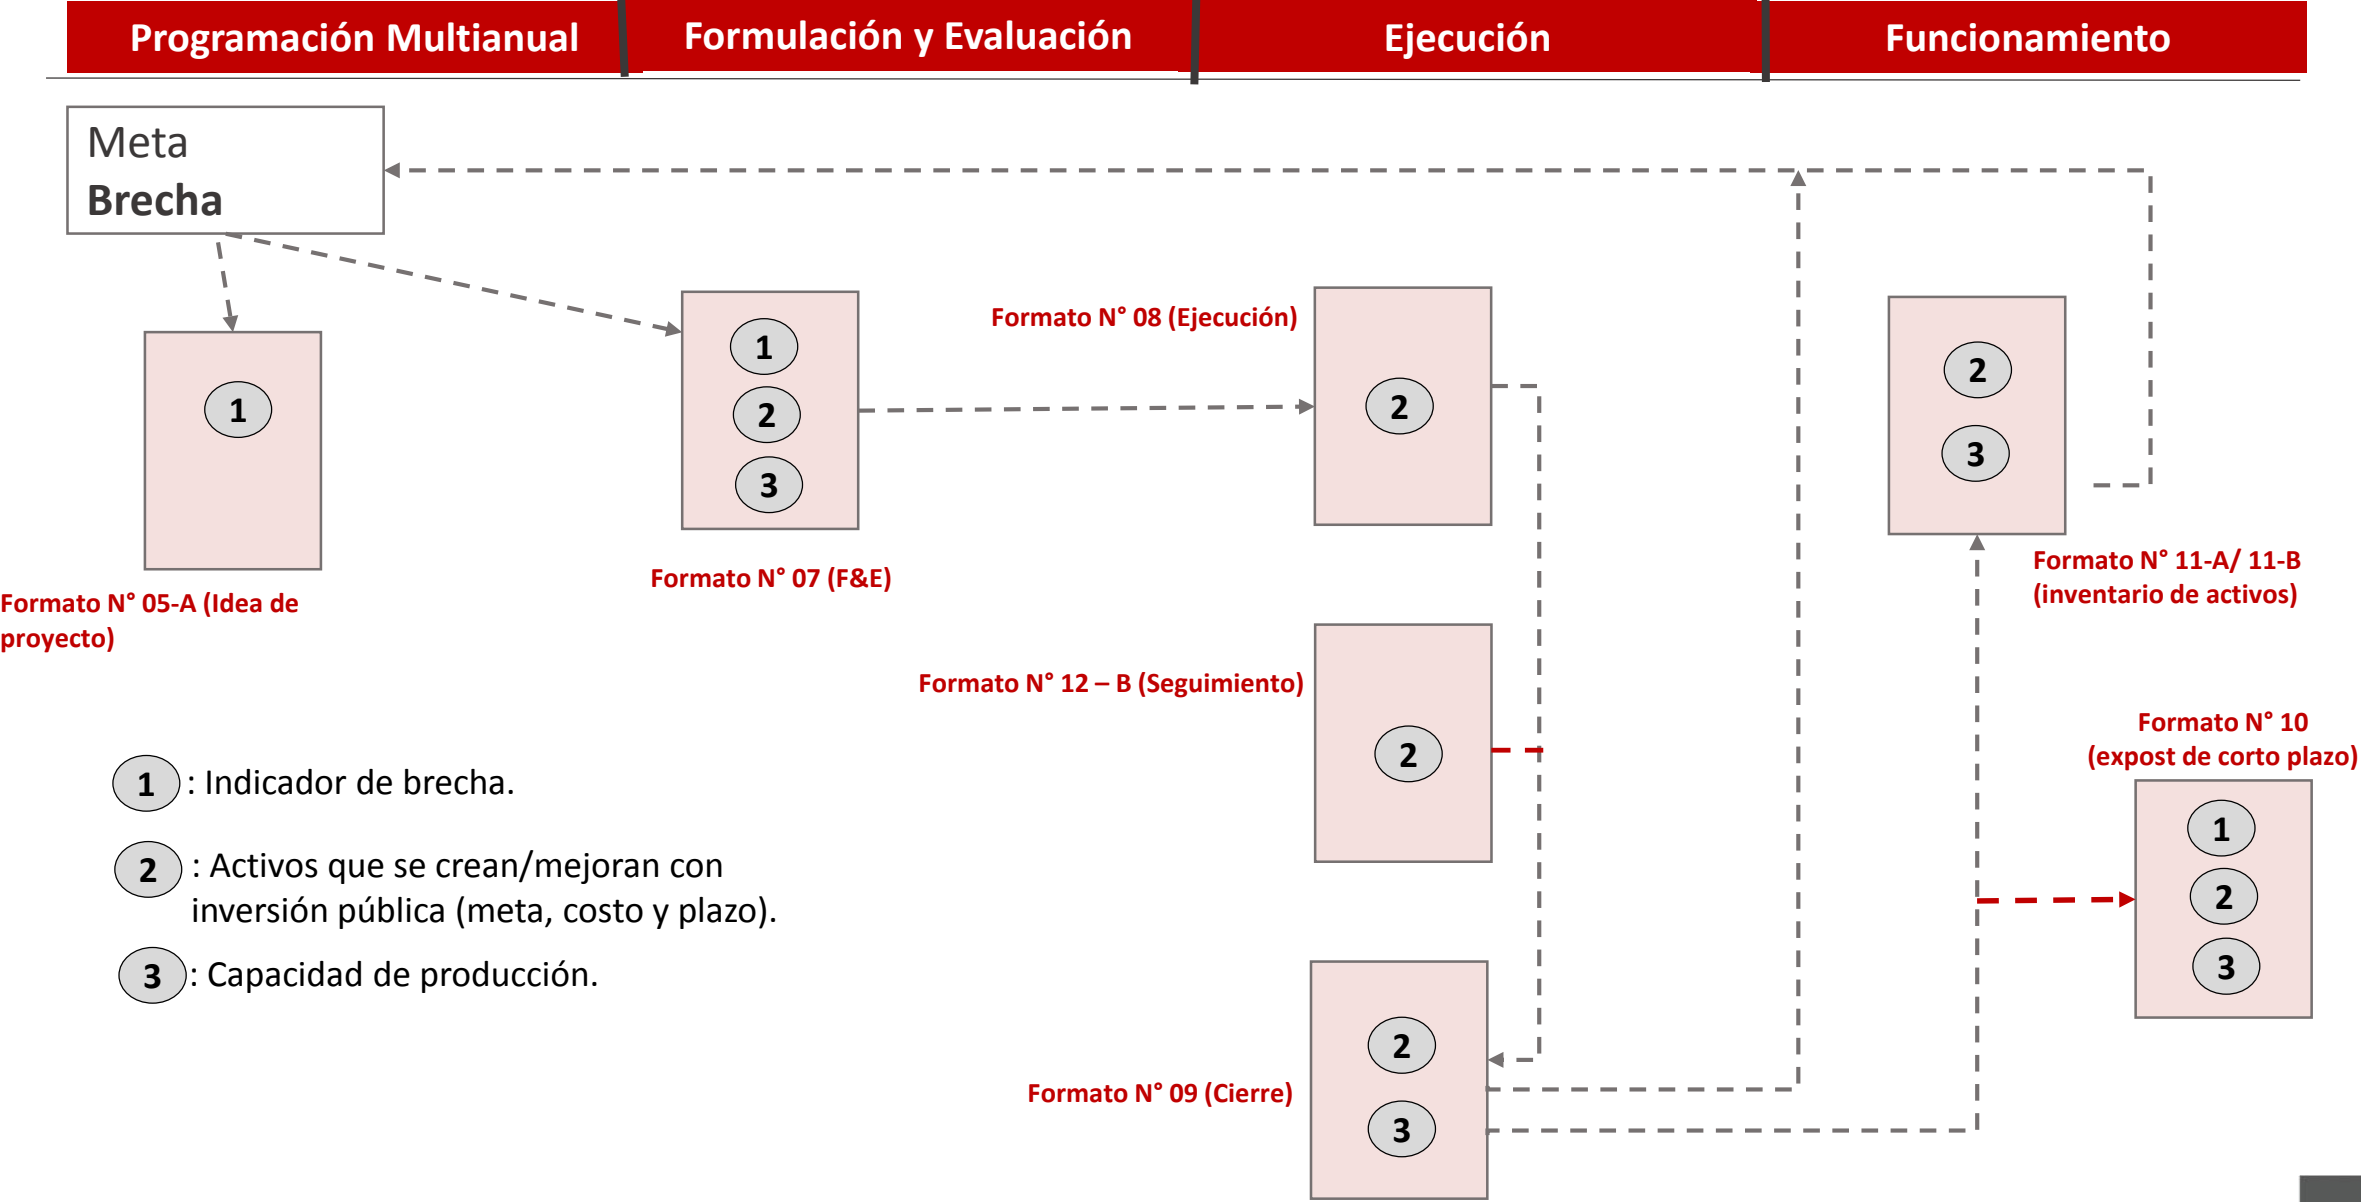 Programación Multianual
Formulación y Evaluación
Ejecución
Funcionamiento
Meta
Brecha
1
Formato N° 05-A (Idea de
proyecto)
1
2
3
Formato N° 07 (F&E)
Formato N° 08 (Ejecución)
2
Formato N° 12 – B (Seguimiento)
2
Formato N° 09 (Cierre)
2
3
2
3
Formato N° 11-A/ 11-B
(inventario de activos)
Formato N° 10
(expost de corto plazo)
1
2
3
1 : Indicador de brecha.
2 : Activos que se crean/mejoran con
inversión pública (meta, costo y plazo).
3 : Capacidad de producción.